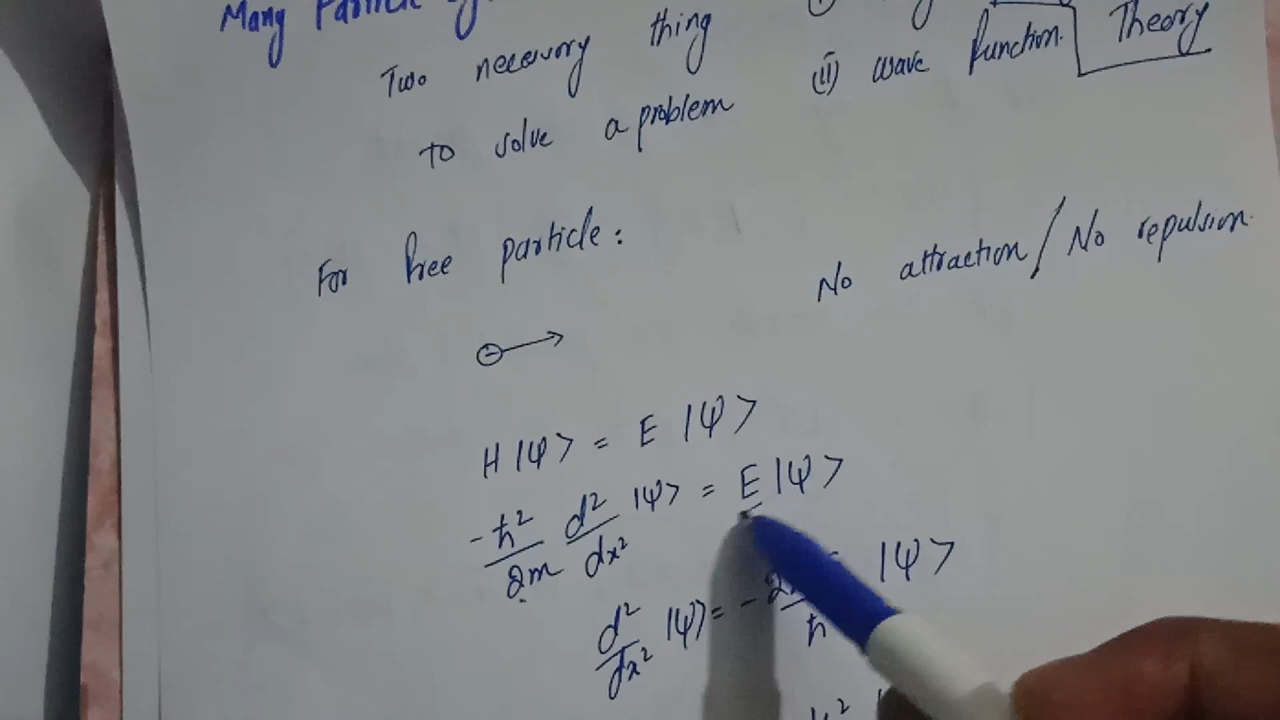 Many Particle
Two necessary thing
(ii) wave function.
Theory
to solve a problem
For free particle:
No attraction / No repulsion.
H |ψ> = E |ψ>
-ħ²/2m d²/dx² |ψ> = E |ψ>
d²/dx² |ψ> = - ħ |ψ>